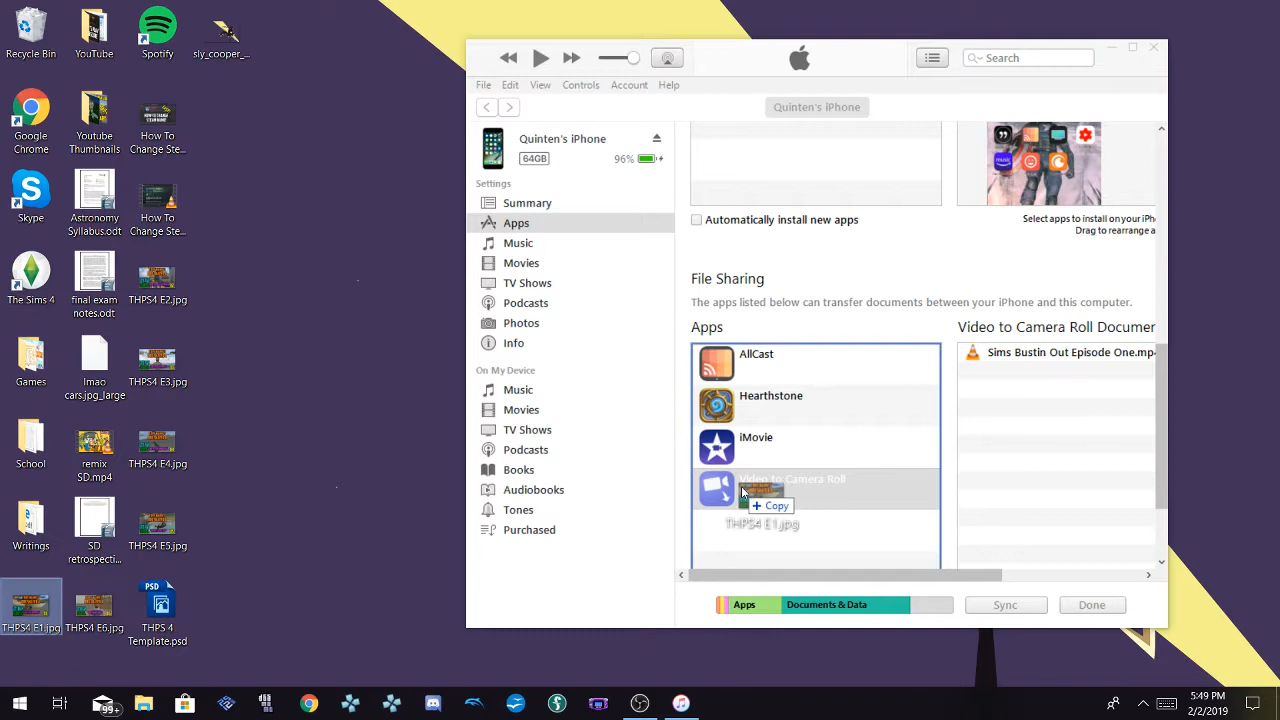 Recycle Bin
YouTube
Spotify
sly_cooper_...
Google Chrome
Youtube Thumbnails
How To Change Ste...
Skype
Astronomy Syllabus.odt
How To Change Ste...
The Sims 4
final exam notes.odt
THPS4 E2.jpg
Games
lmao cars.jpg_large
THPS4 E3.jpg
School
remix SD.mp4
THPS4 E4.jpg
Writings
SD retrospecti...
THPS4 E5.jpg
THPS4 E1.jpg
THPS4 E6.jpg
PSD
THPS 4 Template.psd
Search
File Edit View Controls Account Help
Quinten's iPhone
Quinten's iPhone
64GB
96%
Settings
Summary
Apps
Music
Movies
TV Shows
Podcasts
Photos
Info
On My Device
Music
Movies
TV Shows
Podcasts
Books
Audiobooks
Tones
Purchased
music
Automatically install new apps
Select apps to install on your iPh
Drag to rearrange a
File Sharing
The apps listed below can transfer documents between your iPhone and this computer.
Apps
Video to Camera Roll Documen
AllCast
Hearthstone
iMovie
Video to Camera Roll
+ Copy
THPS4 E1.jpg
Sims Bustin Out Episode One.mp4
Apps
Documents & Data
Sync
Done
99+
5:49 PM
2/2/2019